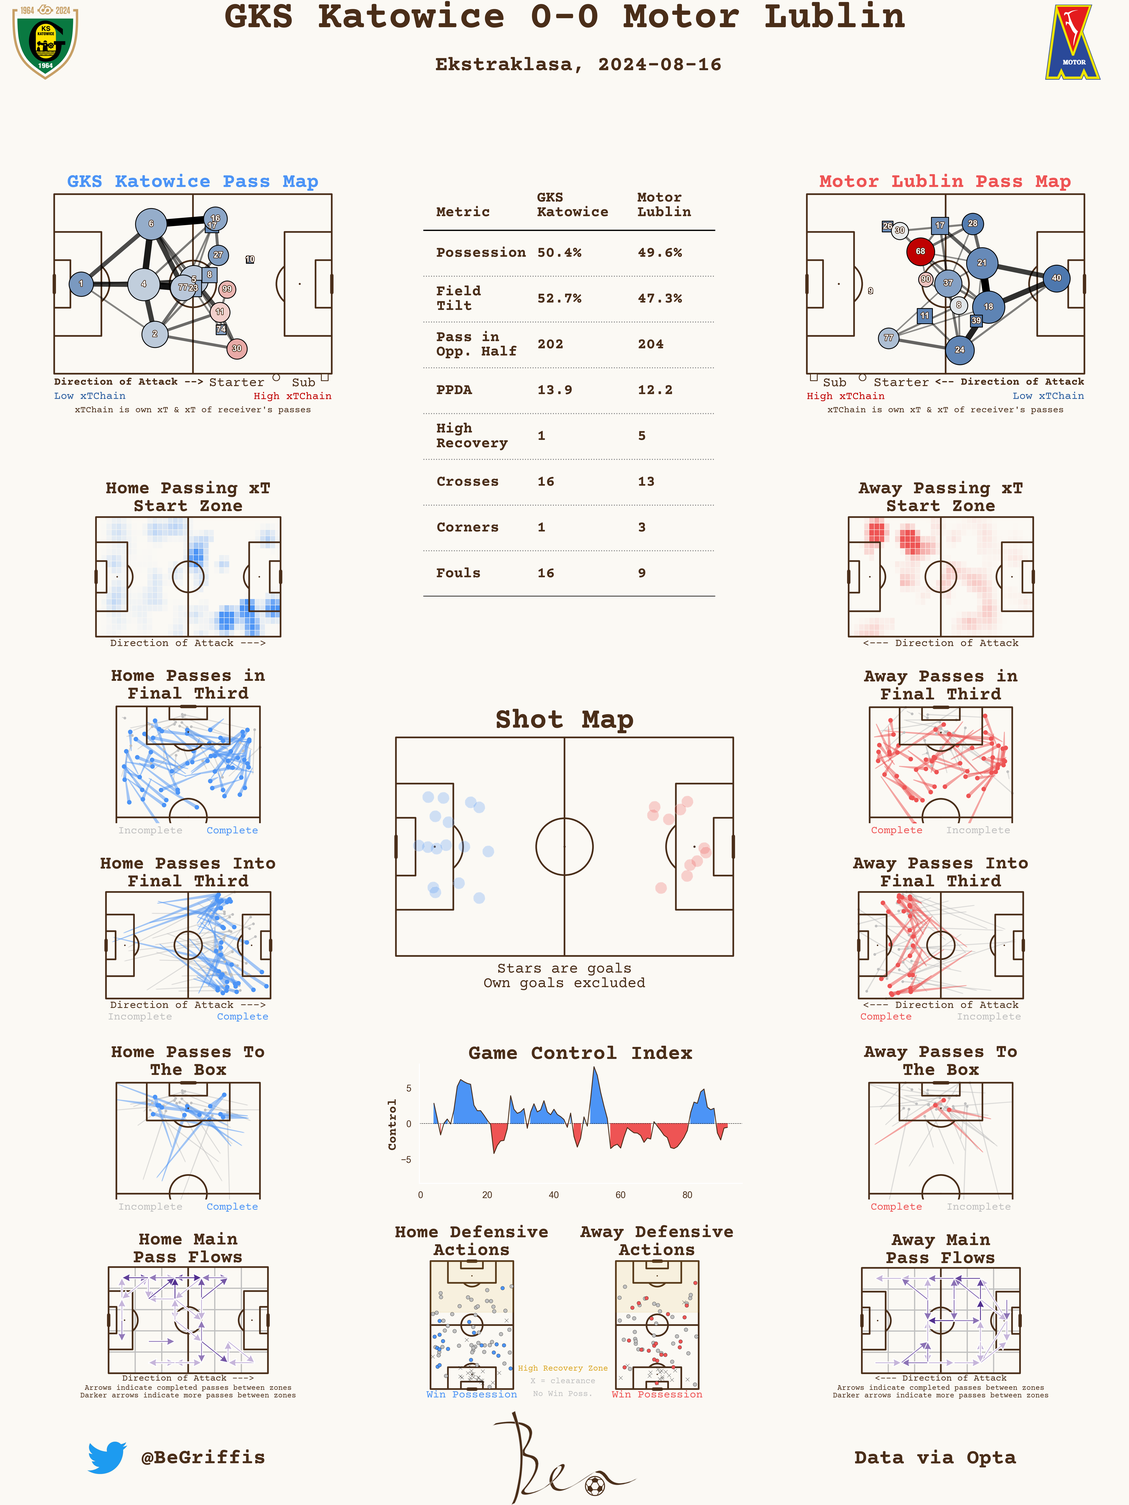 GKS Katowice 0-0 Motor Lublin
Ekstraklasa, 2024-08-16
1964 2024
KS
KATOWICE
1964
MOTOR
GKS Katowice Pass Map
6
16
17
27
10
1
4
77
23
8
99
11
74
2
30
Direction of Attack --> Starter Sub
Low xTChain High xTChain
xTChain is own xT & xT of receiver's passes
Metric GKS Katowice Motor Lublin
Possession 50.4% 49.6%
Field Tilt 52.7% 47.3%
Pass in Opp. Half 202 204
PPDA 13.9 12.2
High Recovery 1 5
Crosses 16 13
Corners 1 3
Fouls 16 9
Motor Lublin Pass Map
26
30
17
28
68
21
90
37
40
9
8
18
11
39
77
24
Sub Starter <-- Direction of Attack
High xTChain Low xTChain
xTChain is own xT & xT of receiver's passes
Home Passing xT
Start Zone
Direction of Attack --->
Away Passing xT
Start Zone
<--- Direction of Attack
Home Passes in
Final Third
Incomplete Complete
Away Passes in
Final Third
Complete Incomplete
Shot Map
Stars are goals
Own goals excluded
Home Passes Into
Final Third
Direction of Attack --->
Incomplete Complete
Away Passes Into
Final Third
<--- Direction of Attack
Complete Incomplete
Home Passes To
The Box
Incomplete Complete
Game Control Index
Control
5
0
−5
0 20 40 60 80
Away Passes To
The Box
Complete Incomplete
Home Main
Pass Flows
Direction of Attack --->
Arrows indicate completed passes between zones
Darker arrows indicate more passes between zones
Home Defensive
Actions
Win Possession
Away Defensive
Actions
Win Possession
High Recovery Zone
X = clearance
No Win Poss.
Away Main
Pass Flows
<--- Direction of Attack
Arrows indicate completed passes between zones
Darker arrows indicate more passes between zones
@BeGriffis
Bea
Data via Opta